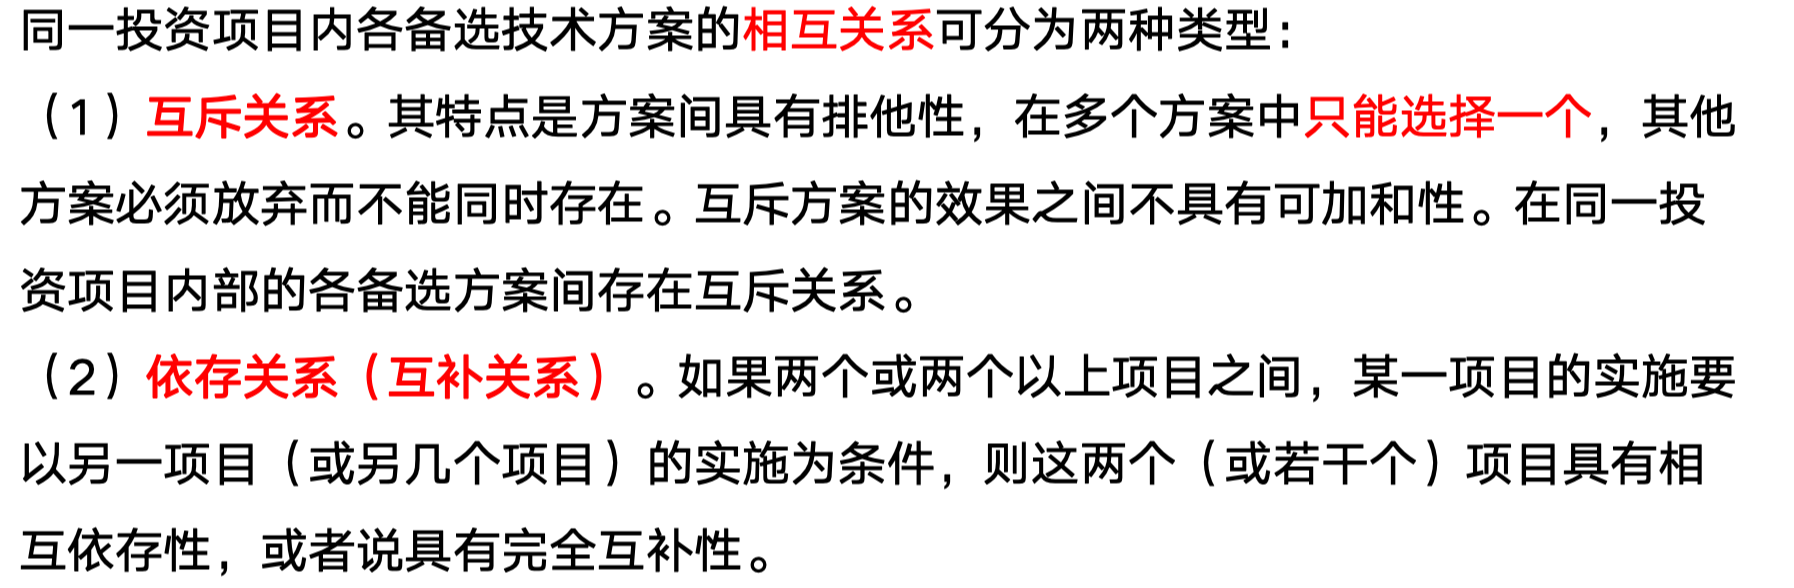 同一投资项目内各备选技术方案的相互关系可分为两种类型：
（1）互斥关系。其特点是方案间具有排他性，在多个方案中只能选择一个，其他
方案必须放弃而不能同时存在。互斥方案的效果之间不具有可加和性。在同一投
资项目内部的各备选方案间存在互斥关系。
（2）依存关系（互补关系）。如果两个或两个以上项目之间，某一项目的实施要
以另一项目（或另几个项目）的实施为条件，则这两个（或若干个）项目具有相
互依存性，或者说具有完全互补性。